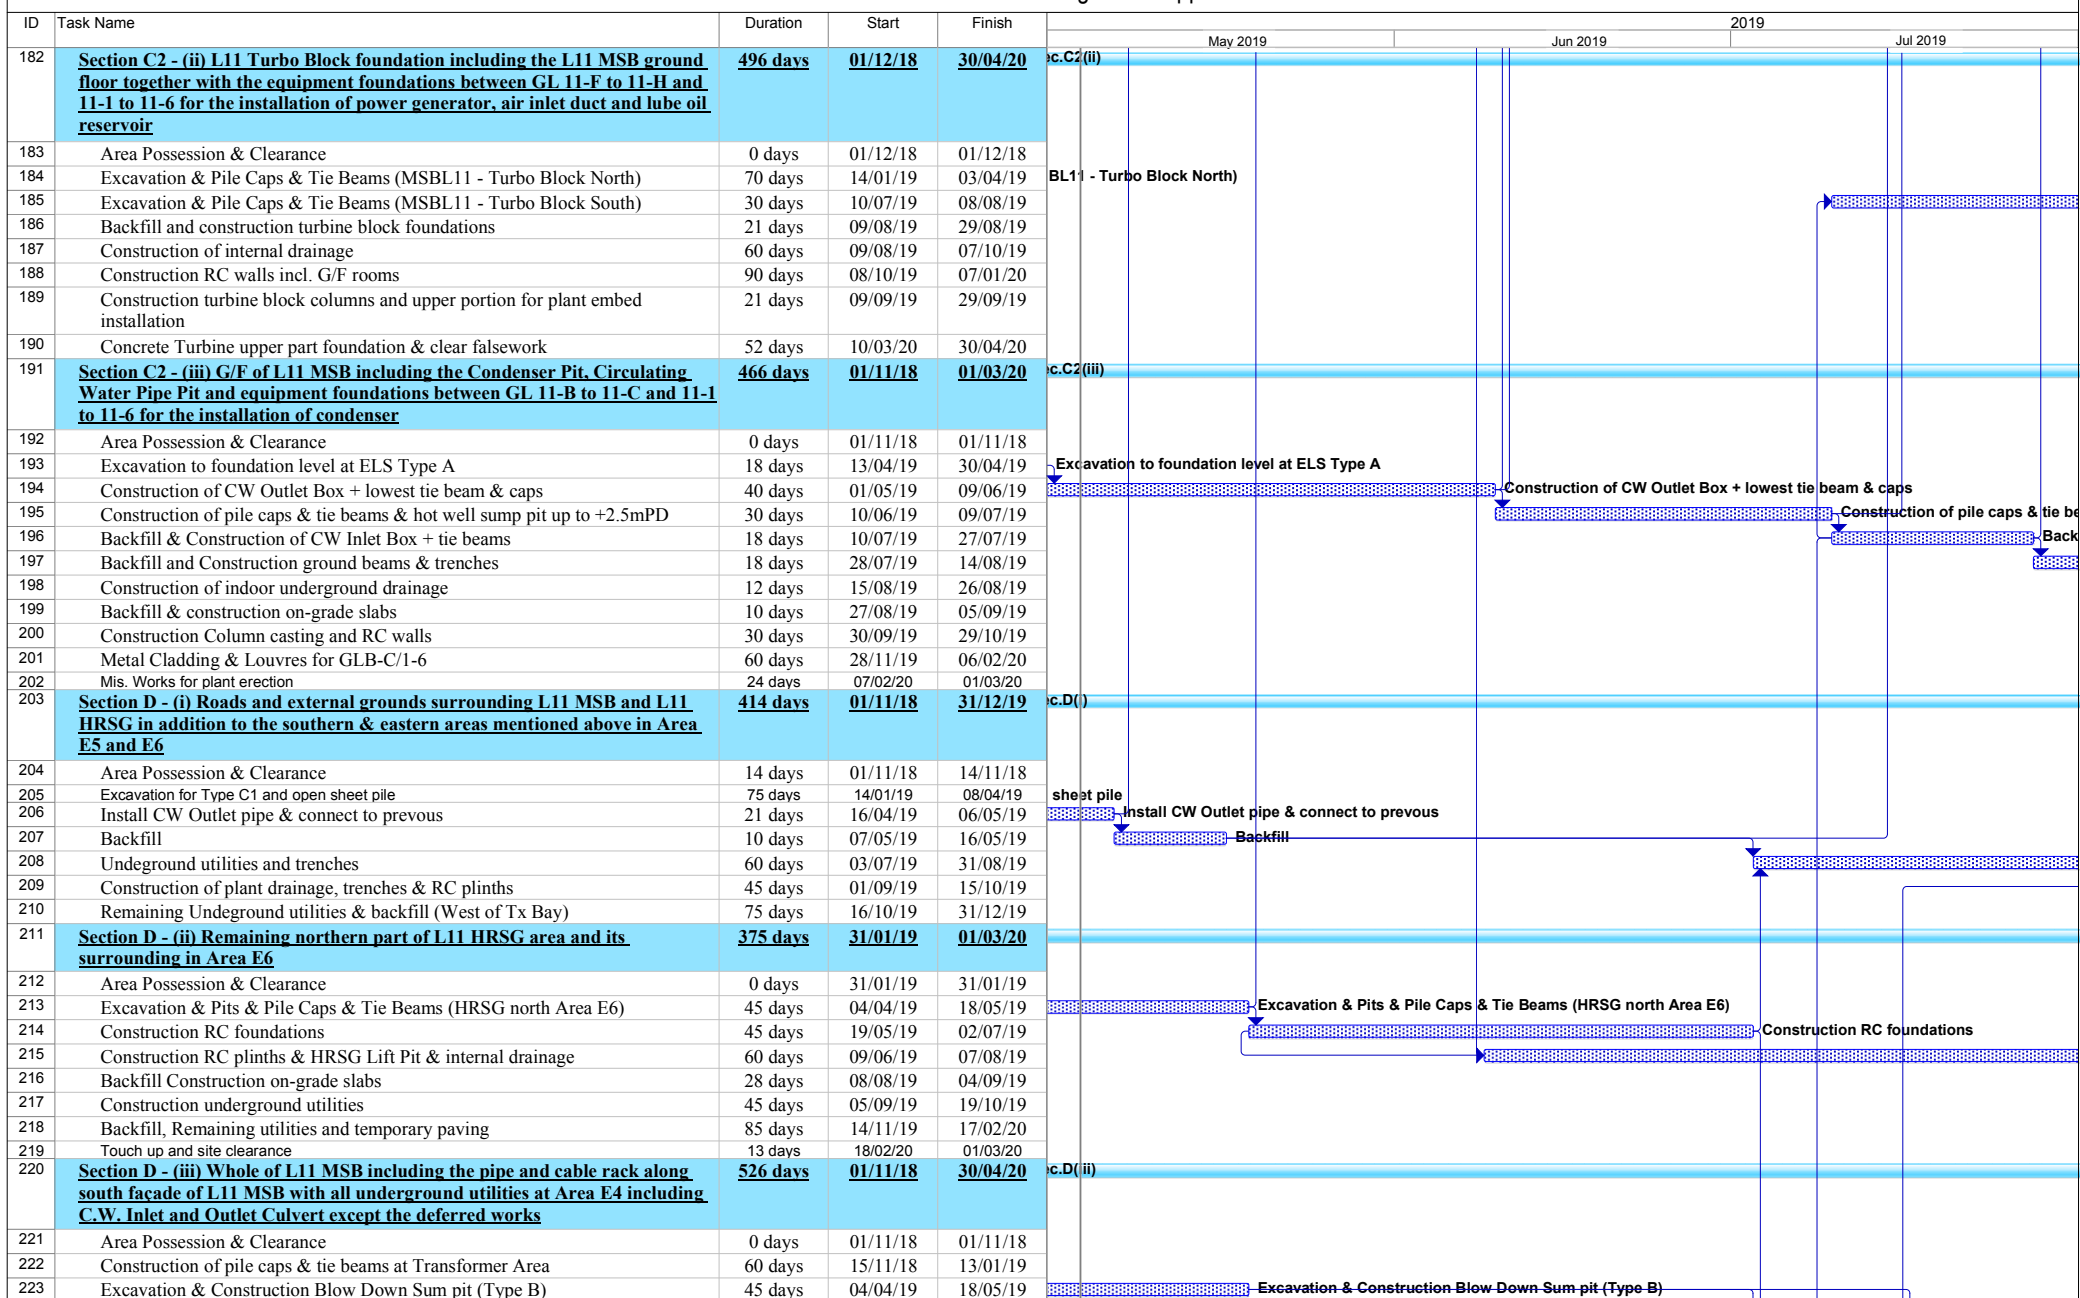 ID Task Name Duration Start Finish 2019
May 2019 Jun 2019 Jul 2019
182 Section C2 - (ii) L11 Turbo Block foundation including the L11 MSB ground 496 days 01/12/18 30/04/20 ec.C2(ii)
floor together with the equipment foundations between GL 11-F to 11-H and
11-1 to 11-6 for the installation of power generator, air inlet duct and lube oil
reservoir
183 Area Possession & Clearance 0 days 01/12/18 01/12/18
184 Excavation & Pile Caps & Tie Beams (MSBL11 - Turbo Block North) 70 days 14/01/19 03/04/19 BL11 - Turbo Block North)
185 Excavation & Pile Caps & Tie Beams (MSBL11 - Turbo Block South) 30 days 10/07/19 08/08/19
186 Backfill and construction turbine block foundations 21 days 09/08/19 29/08/19
187 Construction of internal drainage 60 days 09/08/19 07/10/19
188 Construction RC walls incl. G/F rooms 90 days 08/10/19 07/01/20
189 Construction turbine block columns and upper portion for plant embed 21 days 09/09/19 29/09/19
installation
190 Concrete Turbine upper part foundation & clear falsework 52 days 10/03/20 30/04/20
191 Section C2 - (iii) G/F of L11 MSB including the Condenser Pit, Circulating 466 days 01/11/18 01/03/20 ec.C2(iii)
Water Pipe Pit and equipment foundations between GL 11-B to 11-C and 11-1
to 11-6 for the installation of condenser
192 Area Possession & Clearance 0 days 01/11/18 01/11/18
193 Excavation to foundation level at ELS Type A 18 days 13/04/19 30/04/19 Excavation to foundation level at ELS Type A
194 Construction of CW Outlet Box + lowest tie beam & caps 40 days 01/05/19 09/06/19 Construction of CW Outlet Box + lowest tie beam & caps
195 Construction of pile caps & tie beams & hot well sump pit up to +2.5mPD 30 days 10/06/19 09/07/19 Construction of pile caps & tie be
196 Backfill & Construction of CW Inlet Box + tie beams 18 days 10/07/19 27/07/19 Back
197 Backfill and Construction ground beams & trenches 18 days 28/07/19 14/08/19
198 Construction of indoor underground drainage 12 days 15/08/19 26/08/19
199 Backfill & construction on-grade slabs 10 days 27/08/19 05/09/19
200 Construction Column casting and RC walls 30 days 30/09/19 29/10/19
201 Metal Cladding & Louvres for GLB-C/1-6 60 days 28/11/19 06/02/20
202 Mis. Works for plant erection 24 days 07/02/20 01/03/20
203 Section D - (i) Roads and external grounds surrounding L11 MSB and L11 414 days 01/11/18 31/12/19 ec.D(i)
HRSG in addition to the southern & eastern areas mentioned above in Area
E5 and E6
204 Area Possession & Clearance 14 days 01/11/18 14/11/18
205 Excavation for Type C1 and open sheet pile 75 days 14/01/19 08/04/19 sheet pile
206 Install CW Outlet pipe & connect to prevous 21 days 16/04/19 06/05/19 Install CW Outlet pipe & connect to prevous
207 Backfill 10 days 07/05/19 16/05/19 Backfill
208 Undeground utilities and trenches 60 days 03/07/19 31/08/19
209 Construction of plant drainage, trenches & RC plinths 45 days 01/09/19 15/10/19
210 Remaining Undeground utilities & backfill (West of Tx Bay) 75 days 16/10/19 31/12/19
211 Section D - (ii) Remaining northern part of L11 HRSG area and its 375 days 31/01/19 01/03/20
surrounding in Area E6
212 Area Possession & Clearance 0 days 31/01/19 31/01/19
213 Excavation & Pits & Pile Caps & Tie Beams (HRSG north Area E6) 45 days 04/04/19 18/05/19 Excavation & Pits & Pile Caps & Tie Beams (HRSG north Area E6)
214 Construction RC foundations 45 days 19/05/19 02/07/19 Construction RC foundations
215 Construction RC plinths & HRSG Lift Pit & internal drainage 60 days 09/06/19 07/08/19
216 Backfill Construction on-grade slabs 28 days 08/08/19 04/09/19
217 Construction underground utilities 45 days 05/09/19 19/10/19
218 Backfill, Remaining utilities and temporary paving 85 days 14/11/19 17/02/20
219 Touch up and site clearance 13 days 18/02/20 01/03/20
220 Section D - (iii) Whole of L11 MSB including the pipe and cable rack along 526 days 01/11/18 30/04/20 ec.D(iii)
south façade of L11 MSB with all underground utilities at Area E4 including
C.W. Inlet and Outlet Culvert except the deferred works
221 Area Possession & Clearance 0 days 01/11/18 01/11/18
222 Construction of pile caps & tie beams at Transformer Area 60 days 15/11/18 13/01/19
223 Excavation & Construction Blow Down Sum pit (Type B) 45 days 04/04/19 18/05/19 Excavation & Construction Blow Down Sum pit (Type B)